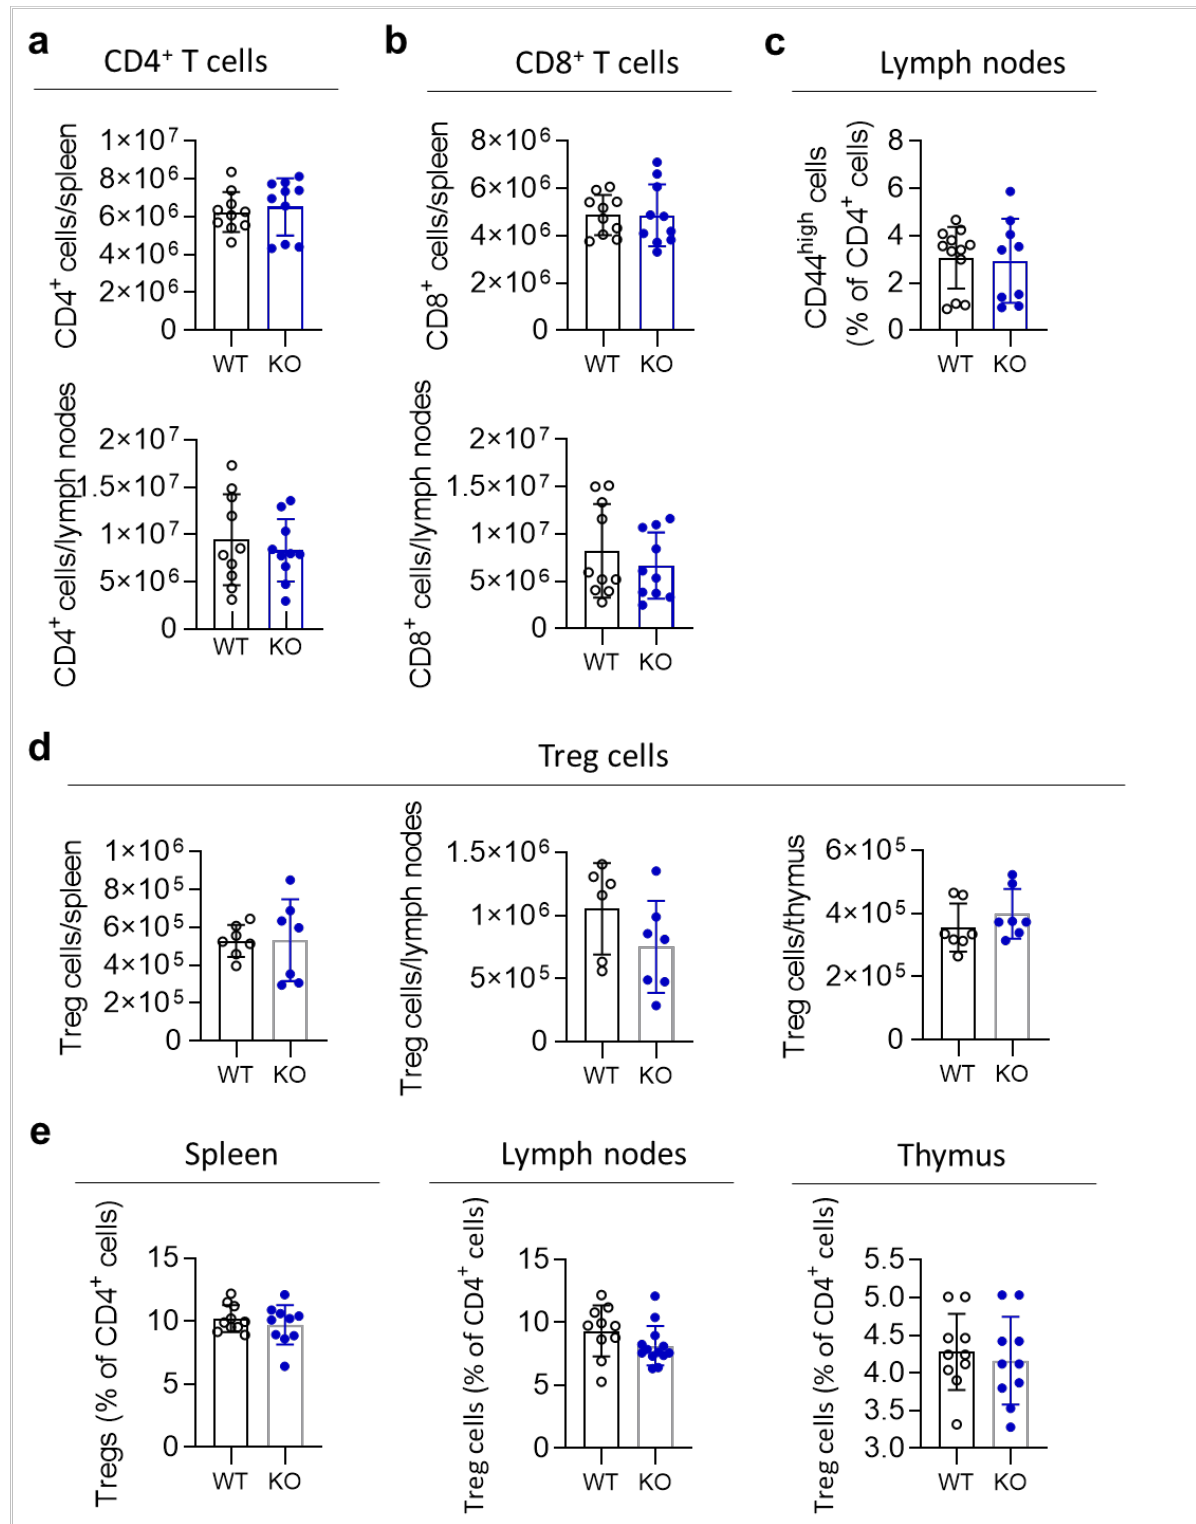 a
CD4⁺ T cells
CD4⁺ cells/spleen
1×10⁷
8×10⁶
6×10⁶
4×10⁶
2×10⁶
0
WT KO
CD4⁺ cells/lymph nodes
2×10⁷
1.5×10⁷
1×10⁷
5×10⁶
0
WT KO
b
CD8⁺ T cells
CD8⁺ cells/spleen
8×10⁶
6×10⁶
4×10⁶
2×10⁶
0
WT KO
CD8⁺ cells/lymph nodes
2×10⁷
1.5×10⁷
1×10⁷
5×10⁶
0
WT KO
c
Lymph nodes
CD44ʰⁱᵍʰ cells
(% of CD4⁺ cells)
8
6
4
2
0
WT KO
d
Treg cells
Treg cells/spleen
1×10⁶
8×10⁵
6×10⁵
4×10⁵
2×10⁵
0
WT KO
Treg cells/lymph nodes
1.5×10⁶
1×10⁶
5×10⁵
0
WT KO
Treg cells/thymus
6×10⁵
4×10⁵
2×10⁵
0
WT KO
e
Spleen
Tregs (% of CD4⁺ cells)
15
10
5
0
WT KO
Lymph nodes
Treg cells (% of CD4⁺ cells)
15
10
5
0
WT KO
Thymus
Treg cells (% of CD4⁺ cells)
5.5
5.0
4.5
4.0
3.5
3.0
WT KO